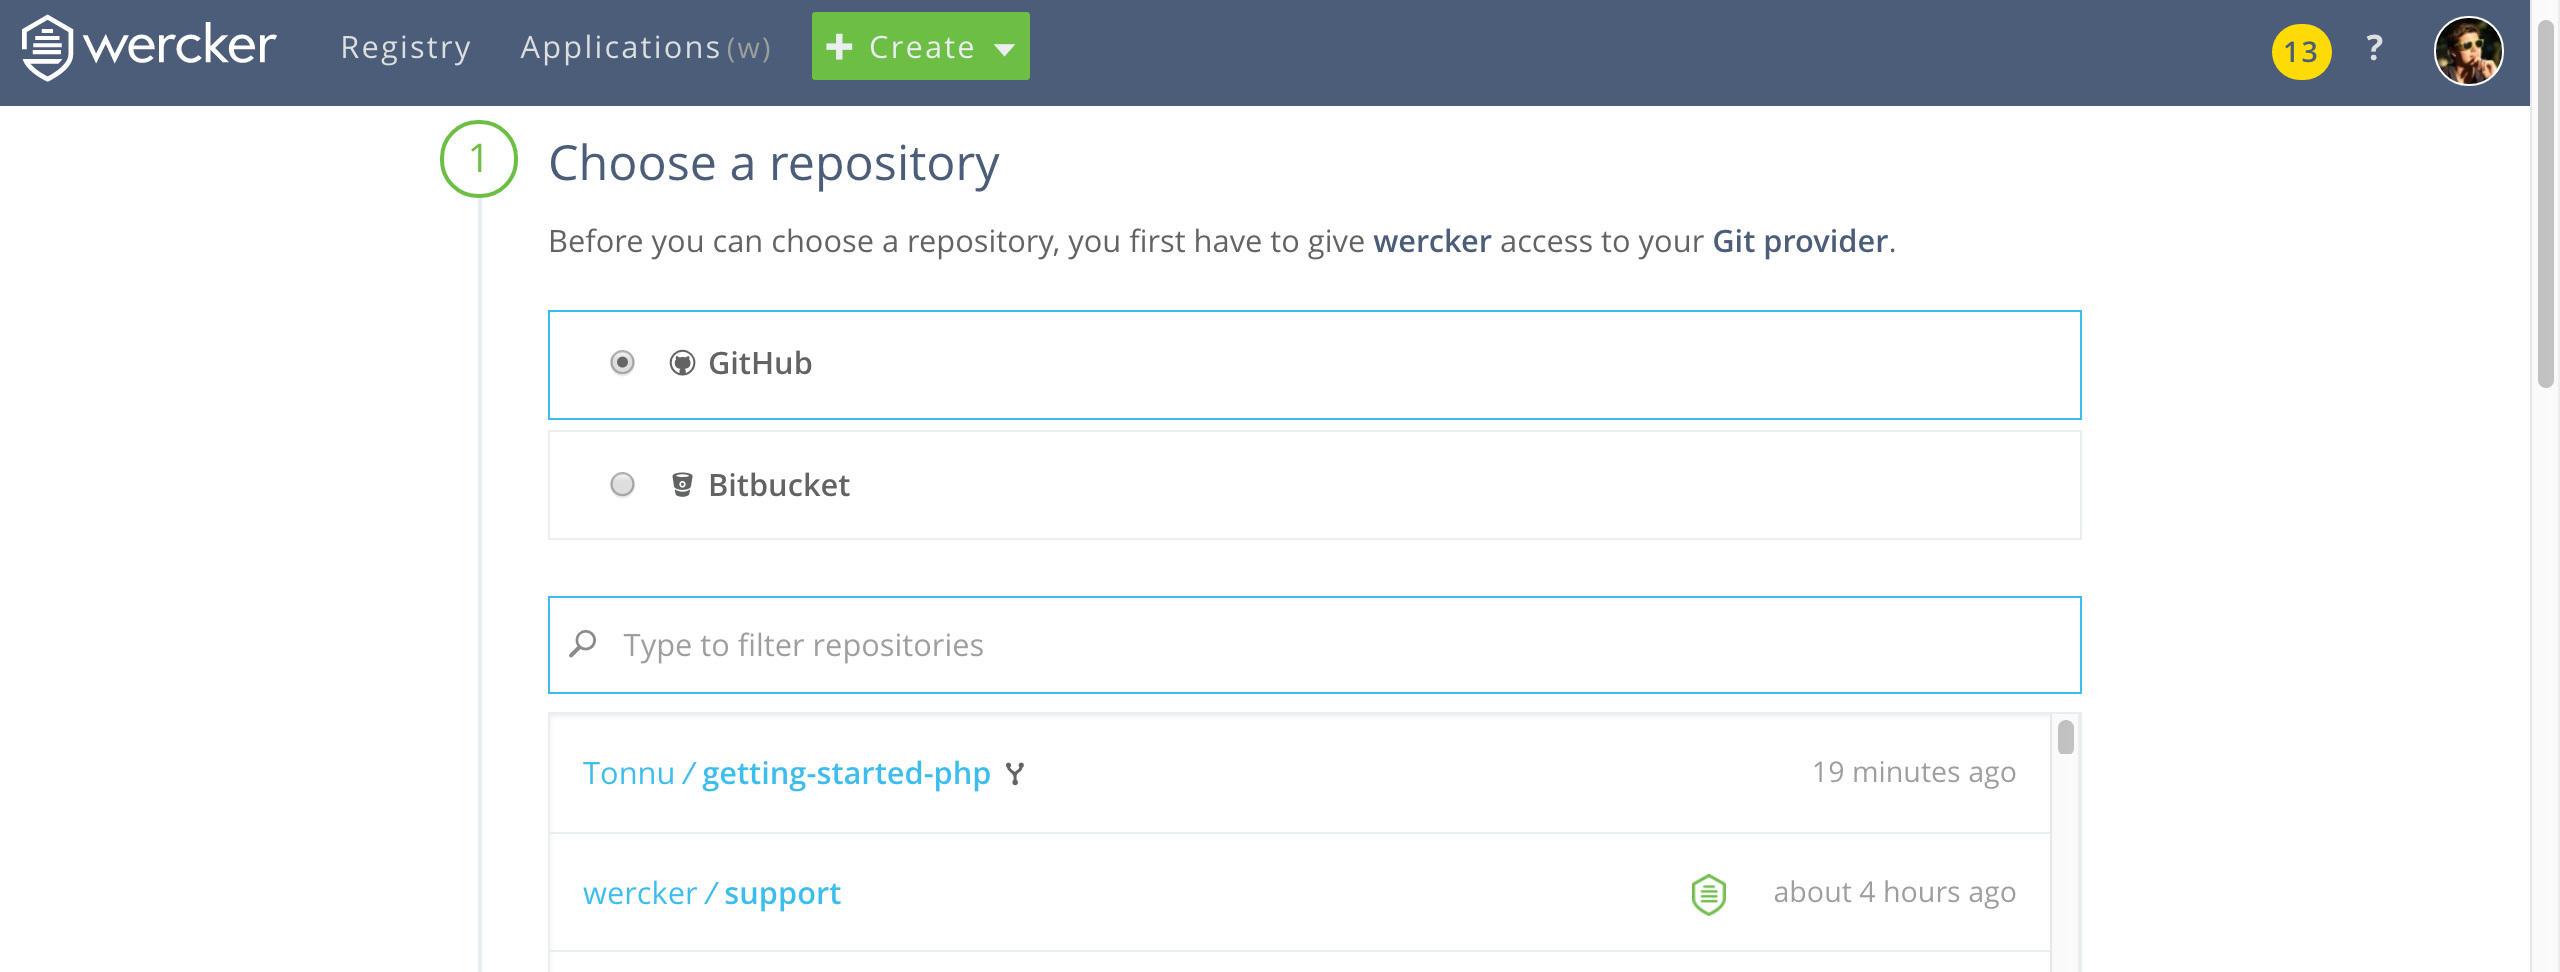 wercker Registry Applications (w) + Create 13 ?
1 Choose a repository
Before you can choose a repository, you first have to give wercker access to your Git provider.
GitHub
Bitbucket
Type to filter repositories
Tonnu / getting-started-php 19 minutes ago
wercker / support about 4 hours ago